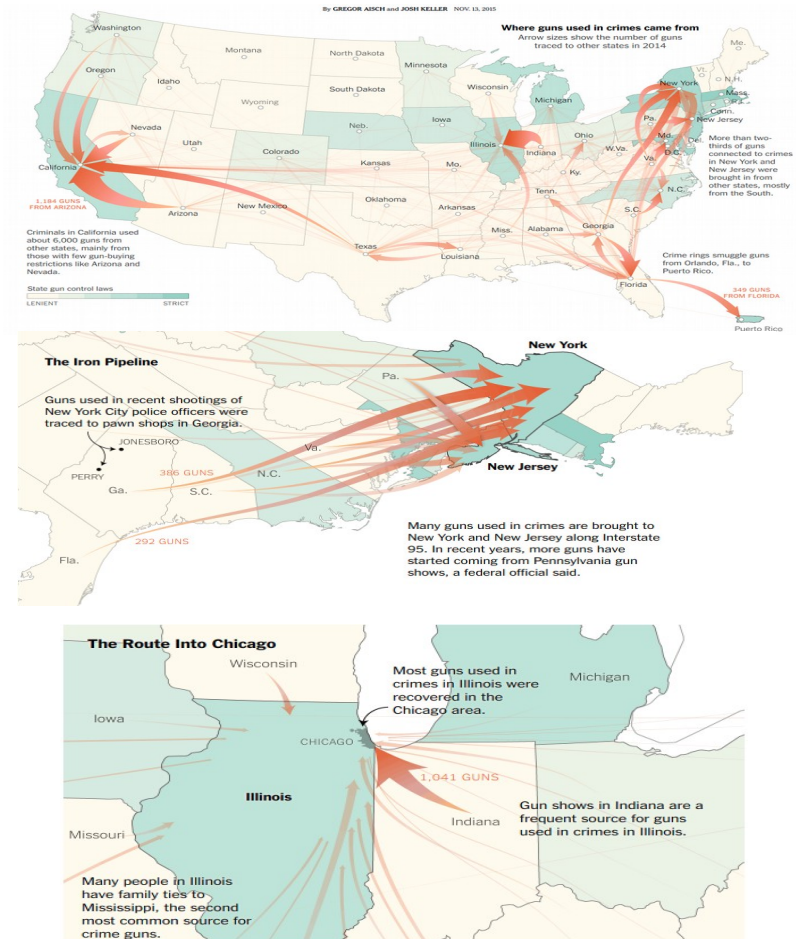 By GREGOR AISCH and JOSH KELLER NOV. 13, 2015
Where guns used in crimes came from
Arrow sizes show the number of guns
traced to other states in 2014
Washington
Oregon
Montana
Idaho
Wyoming
North Dakota
South Dakota
Minnesota
Wisconsin
Michigan
Me.
Vt.
N.H.
New York
Mass.
R.I.
Conn.
New Jersey
Nevada
Utah
Colorado
Neb.
Iowa
Illinois
Indiana
Ohio
Pa.
Md.
Del.
D.C.
W.Va.
Va.
California
Kansas
Mo.
Ky.
More than two-
thirds of guns
connected to crimes
in New York and
New Jersey were
brought in from
other states, mostly
from the South.
1,184 GUNS
FROM ARIZONA
Arizona
New Mexico
Oklahoma
Arkansas
Tenn.
N.C.
S.C.
Texas
Louisiana
Miss.
Alabama
Georgia
Florida
Criminals in California used
about 6,000 guns from
other states, mainly from
those with few gun-buying
restrictions like Arizona and
Nevada.
State gun control laws
LENIENT STRICT
Crime rings smuggle guns
from Orlando, Fla., to
Puerto Rico.
349 GUNS
FROM FLORIDA
Puerto Rico
The Iron Pipeline
New York
Pa.
Guns used in recent shootings of
New York City police officers were
traced to pawn shops in Georgia.
JONESBORO
PERRY
Va.
New Jersey
386 GUNS
N.C.
Ga.
S.C.
292 GUNS
Fla.
Many guns used in crimes are brought to
New York and New Jersey along Interstate
95. In recent years, more guns have
started coming from Pennsylvania gun
shows, a federal official said.
The Route Into Chicago
Wisconsin
Most guns used in
crimes in Illinois were
recovered in the
Chicago area.
Michigan
Iowa
CHICAGO
1,041 GUNS
Illinois
Indiana
Gun shows in Indiana are a
frequent source for guns
used in crimes in Illinois.
Missouri
Many people in Illinois
have family ties to
Mississippi, the second
most common source for
crime guns.